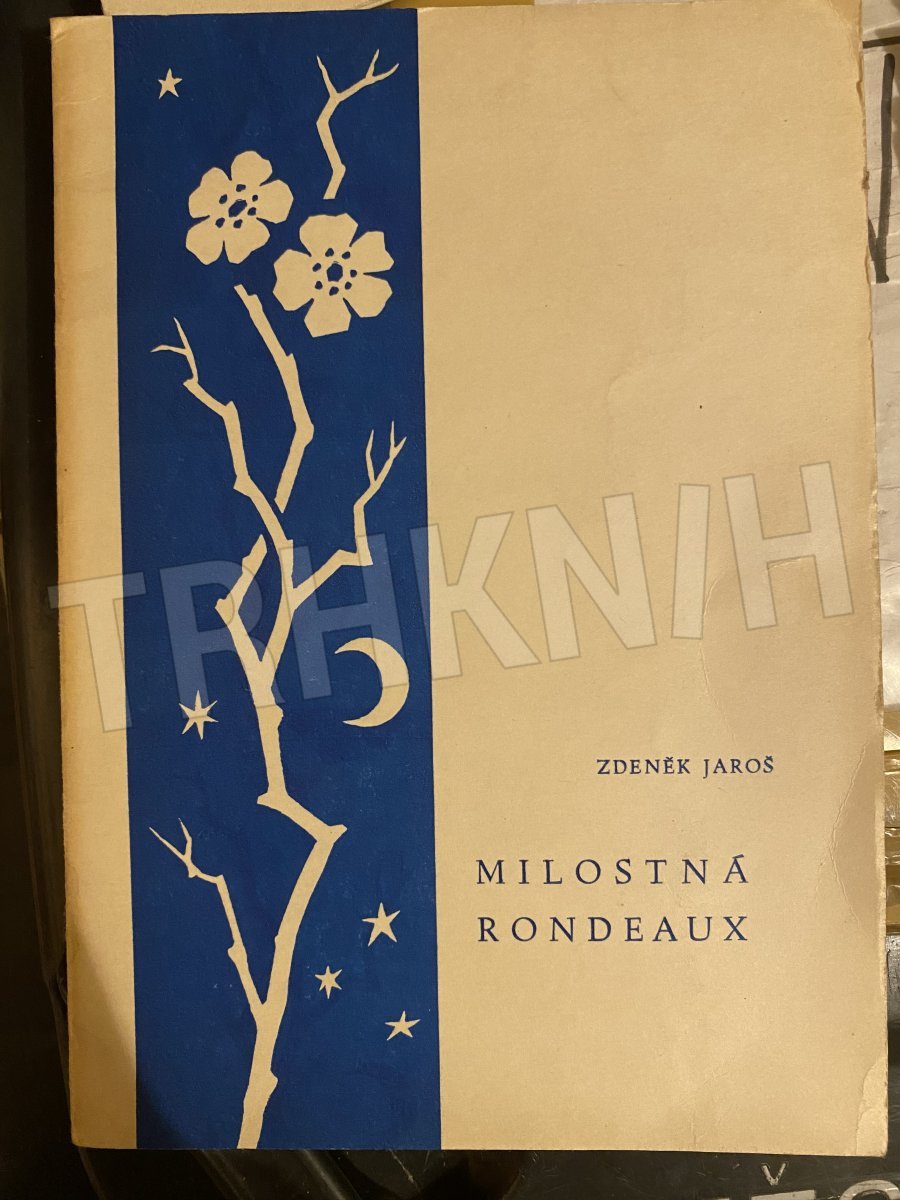 TRHKNIH
ZDENĚK JAROŠ
MILOSTNÁ
RONDEAUX